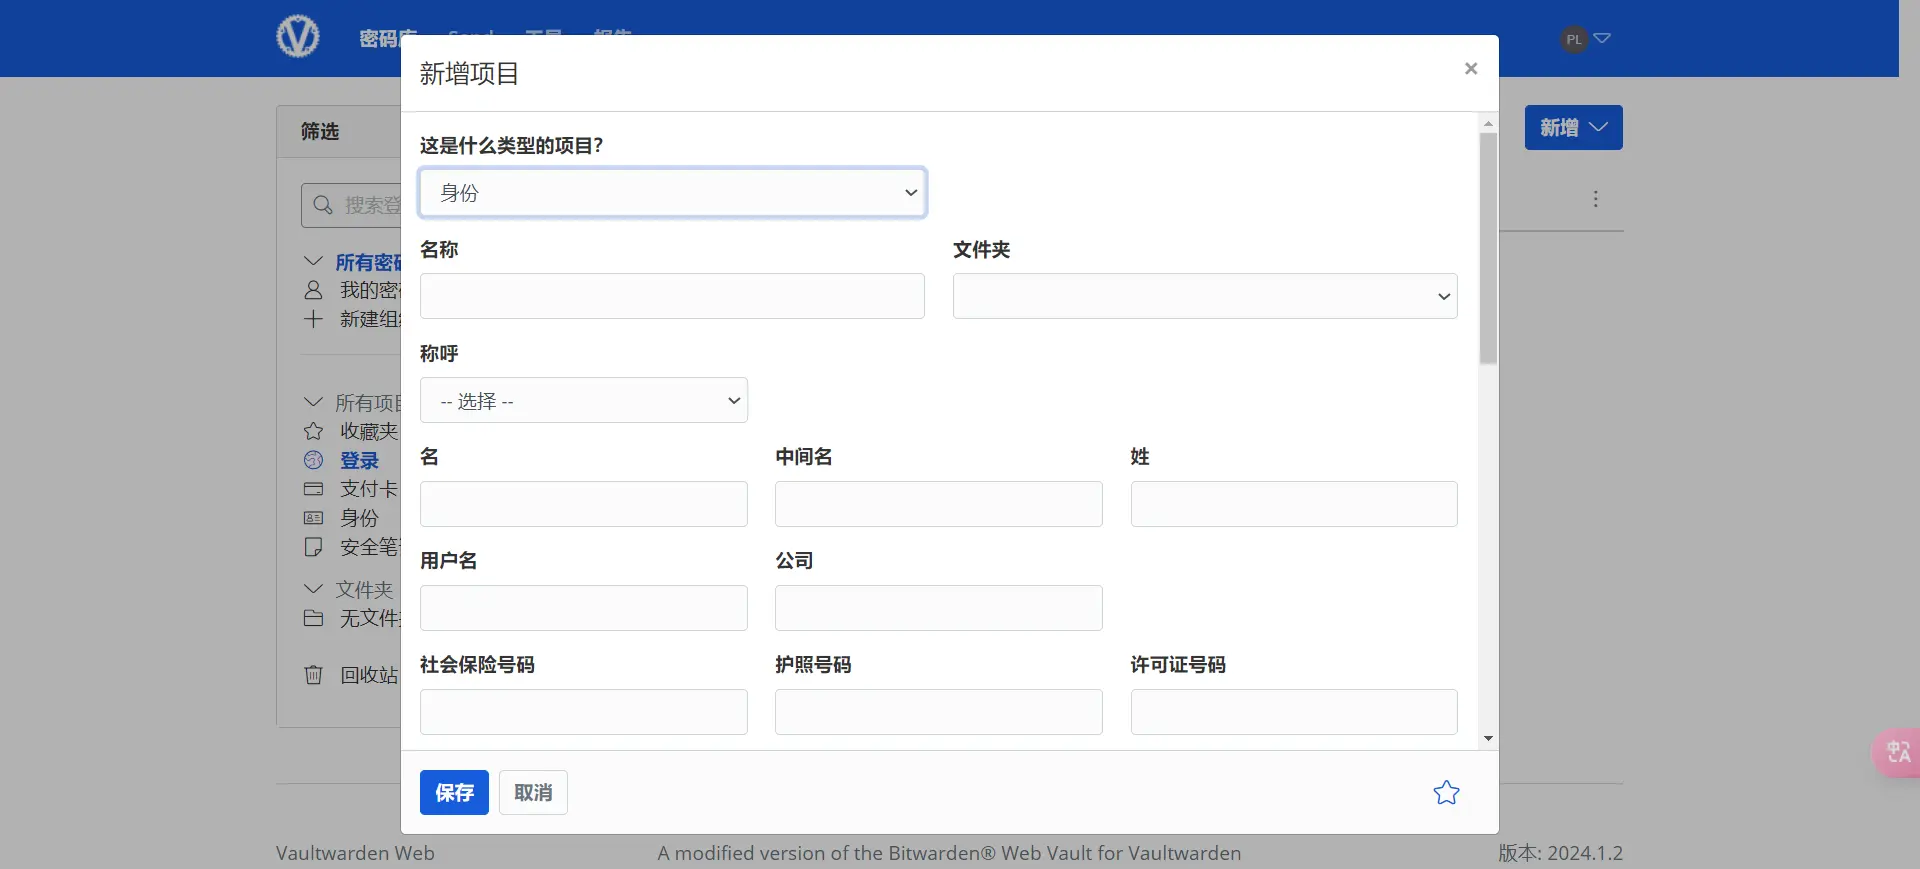 密码库 Send 工具 报告
PL
新增项目
×
筛选
新增
这是什么类型的项目?
身份
搜索登
名称
文件夹
所有密码
我的密
新建组
称呼
-- 选择 --
所有项目
收藏夹
登录
支付卡
身份
安全笔
文件夹
无文件
回收站
名
中间名
姓
用户名
公司
社会保险号码
护照号码
许可证号码
保存
取消
Vaultwarden Web
A modified version of the Bitwarden® Web Vault for Vaultwarden
版本: 2024.1.2